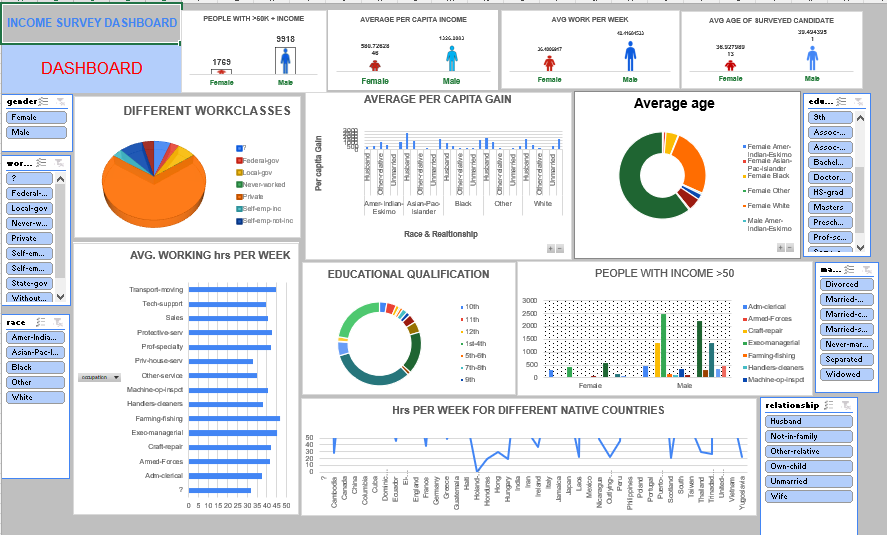 INCOME SURVEY DASHBOARD
DASHBOARD
PEOPLE WITH >50K + INCOME
1769
9918
Female
Male
AVERAGE PER CAPITA INCOME
Female
Male
AVG WORK PER WEEK
Female
Male
AVG AGE OF SURVEYED CANDIDATE
36.927989
13
39.494395
1
Female
Male
gender
Female
Male
wor...
?
Federal-...
Local-gov
Never-w...
Private
Self-em...
Self-em...
State-gov
Without...
race
Amer-India...
Asian-Pac-I...
Black
Other
White
DIFFERENT WORKCLASSES
?
Federal-gov
Local-gov
Never-worked
Private
Self-emp-inc
Self-emp-not-inc
AVERAGE PER CAPITA GAIN
Per capita Gain
Husband
Other-relative
Unmarried
Husband
Other-relative
Unmarried
Husband
Other-relative
Unmarried
Husband
Other-relative
Unmarried
Husband
Other-relative
Unmarried
Amer-Indian-Eskimo
Asian-Pac-Islander
Black
Other
White
Race & Realtionship
Average age
Female Amer-Indian-Eskimo
Female Asian-Pac-Islander
Female Black
Female Other
Female White
Male Amer-Indian-Eskimo
edu...
9th
Assoc-...
Assoc-...
Bachel...
Doctor...
HS-grad
Masters
Presch...
Prof-sc...
AVG. WORKING hrs PER WEEK
occupation
Transport-moving
Tech-support
Sales
Protective-serv
Prof-specialty
Priv-house-serv
Other-service
Machine-op-inspct
Handlers-cleaners
Farming-fishing
Exec-managerial
Craft-repair
Armed-Forces
Adm-clerical
?
0 5 10 15 20 25 30 35 40 45 50
EDUCATIONAL QUALIFICATION
10th
11th
12th
1st-4th
5th-6th
7th-8th
9th
PEOPLE WITH INCOME >50
3000
2500
2000
1500
1000
500
0
Female
Male
Adm-clerical
Armed-Forces
Craft-repair
Exec-managerial
Farming-fishing
Handlers-cleaners
Machine-op-inspct
ma...
Divorced
Married-...
Married-c...
Married-s...
Never-mar...
Separated
Widowed
Hrs PER WEEK FOR DIFFERENT NATIVE COUNTRIES
50
40
30
20
10
0
?
Cambodia
Canada
China
Columbia
Cuba
Dominic...
Ecuador
El-...
England
France
Germany
Greece
Guatemala
Haiti
Holand-...
Honduras
Hong
Hungary
India
Iran
Ireland
Italy
Jamaica
Japan
Laos
Mexico
Nicaragua
Outlying-...
Peru
Philippines
Poland
Portugal
Puerto-...
Scotland
South
Taiwan
Thailand
Trinadad...
United-...
Vietnam
Yugoslavia
relationship
Husband
Not-in-family
Other-relative
Own-child
Unmarried
Wife